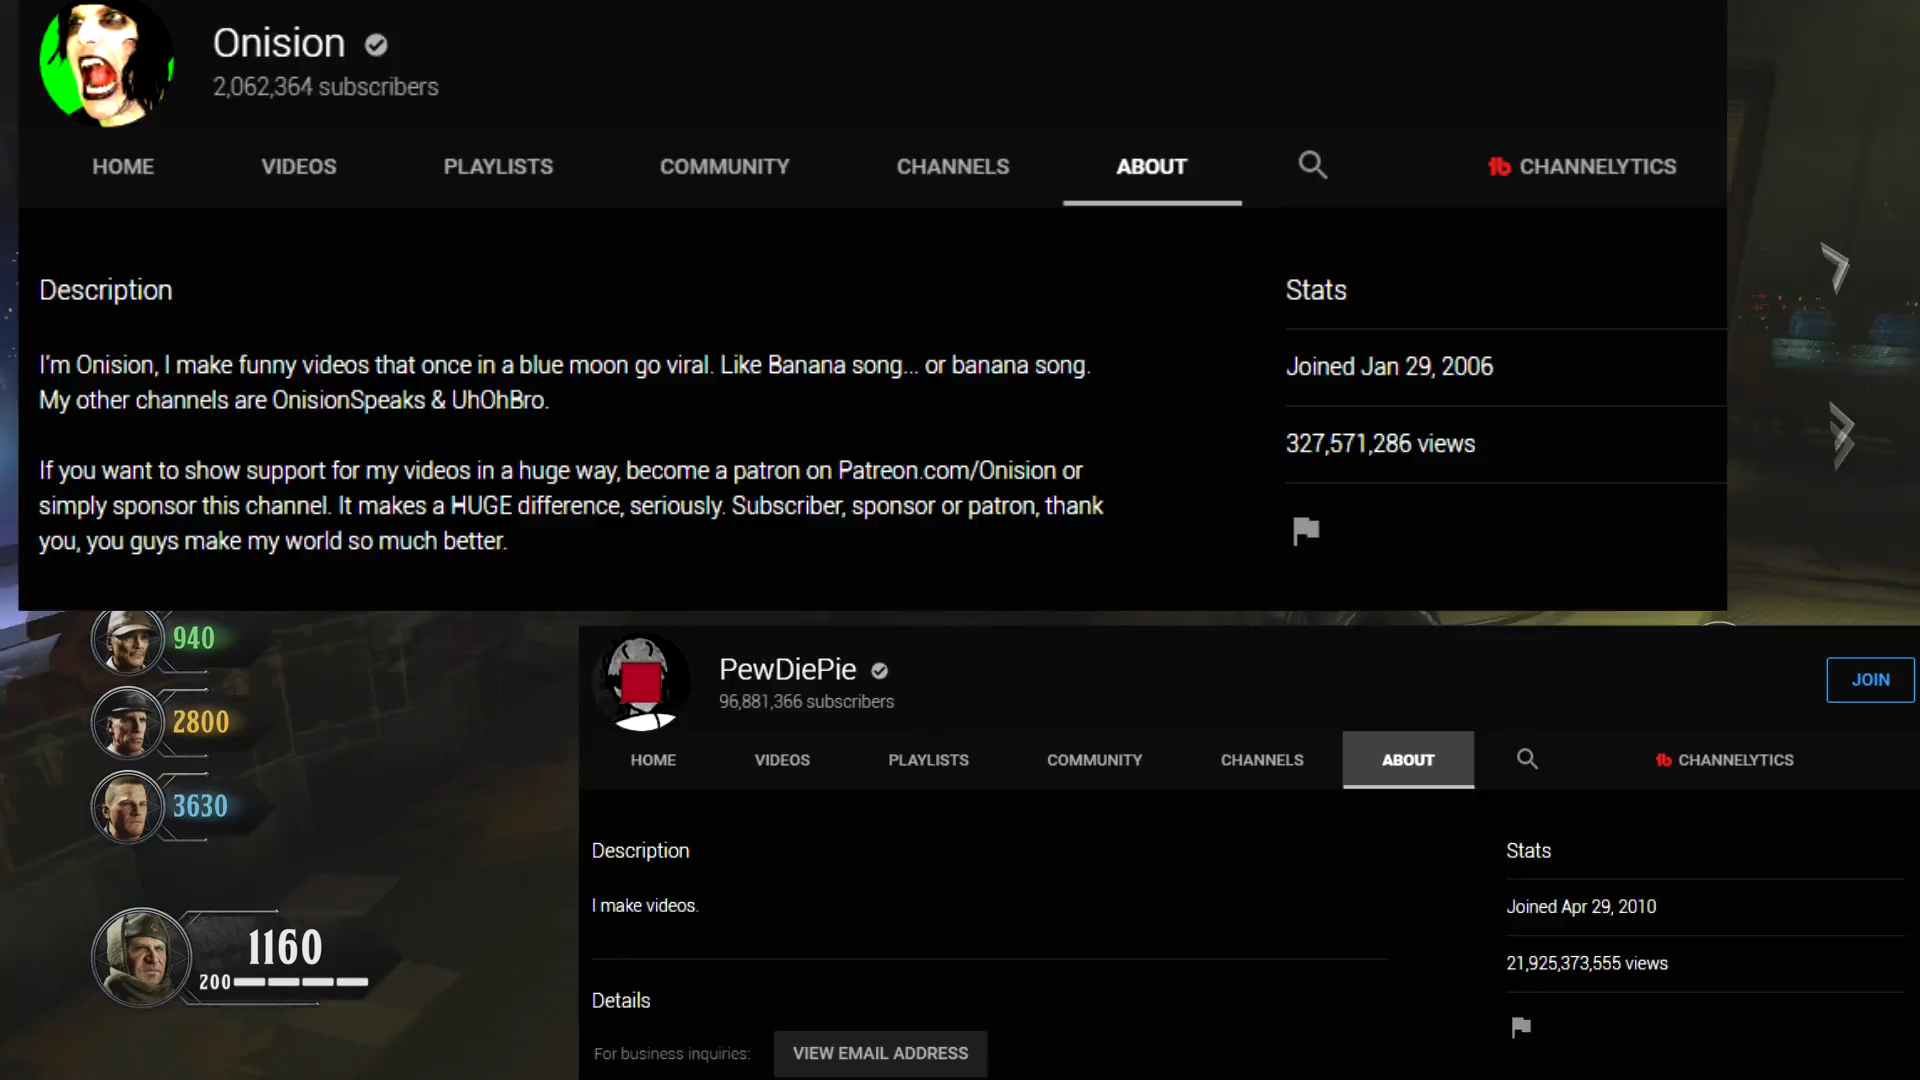 Onision
2,062,364 subscribers
HOME VIDEOS PLAYLISTS COMMUNITY CHANNELS ABOUT CHANNELYTICS
Description
I'm Onision, I make funny videos that once in a blue moon go viral. Like Banana song... or banana song.
My other channels are OnisionSpeaks & UhOhBro.
If you want to show support for my videos in a huge way, become a patron on Patreon.com/Onision or
simply sponsor this channel. It makes a HUGE difference, seriously. Subscriber, sponsor or patron, thank
you, you guys make my world so much better.
Stats
Joined Jan 29, 2006
327,571,286 views
940
2800
3630
1160
200
PewDiePie
96,881,366 subscribers
JOIN
HOME VIDEOS PLAYLISTS COMMUNITY CHANNELS ABOUT CHANNELYTICS
Description
I make videos.
Details
For business inquiries: VIEW EMAIL ADDRESS
Stats
Joined Apr 29, 2010
21,925,373,555 views